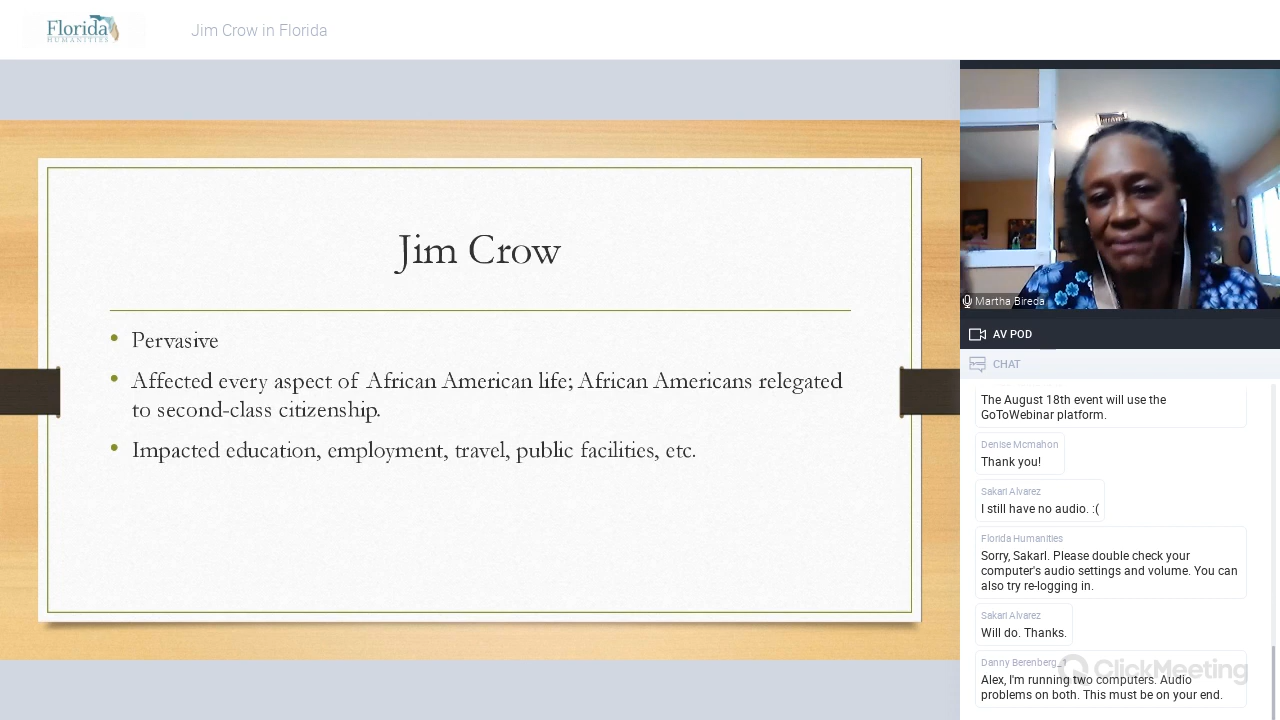 Florida
HUMANITIES
Jim Crow in Florida
Jim Crow
• Pervasive
• Affected every aspect of African American life; African Americans relegated
to second-class citizenship.
• Impacted education, employment, travel, public facilities, etc.
Martha Bireda
AV POD
CHAT
The August 18th event will use the
GoToWebinar platform.
Denise Mcmahon
Thank you!
Sakari Alvarez
I still have no audio. :(
Florida Humanities
Sorry, Sakari. Please double check your
computer's audio settings and volume. You can
also try re-logging in.
Sakari Alvarez
Will do. Thanks.
Danny Berenberg_1
ClickMeeting
Alex, I'm running two computers. Audio
problems on both. This must be on your end.